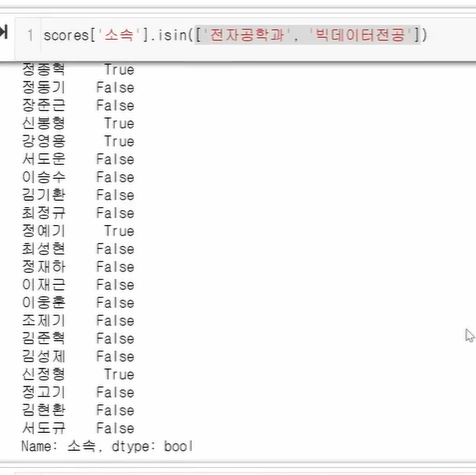 1 scores['소속'].isin(['전자공학과', '빅데이터전공'])
정종혁 True
정동기 False
장준근 False
신봉형 True
강영용 True
서도운 False
이승수 False
김기환 False
최정규 False
정예기 True
최성현 False
정재하 False
이재근 False
이웅훈 False
조제기 False
김준혁 False
김성제 False
신정형 True
정고기 False
김현환 False
서도규 False
Name: 소속, dtype: bool